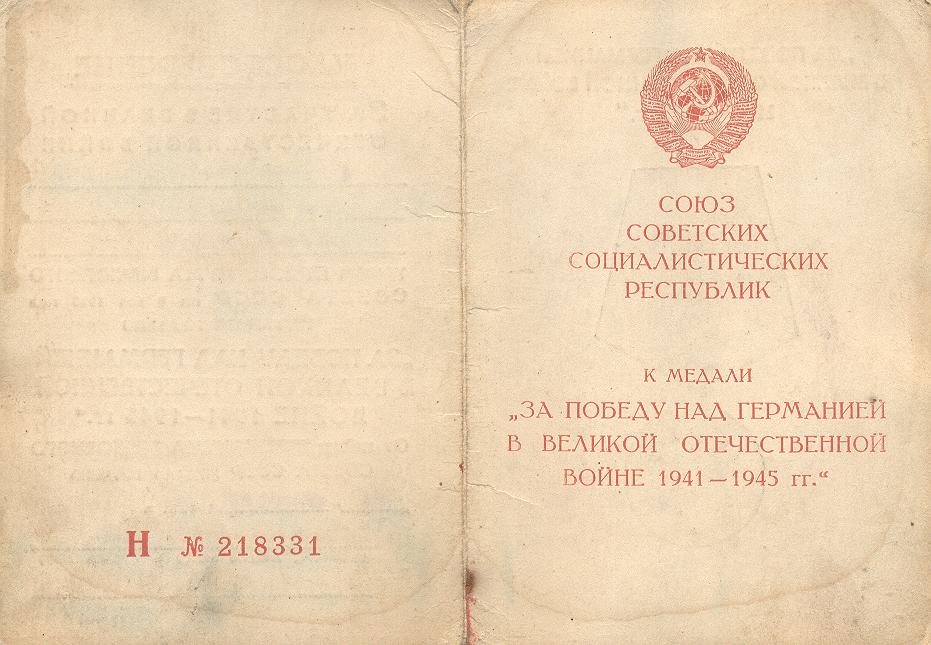 Н № 218331
СОЮЗ
СОВЕТСКИХ
СОЦИАЛИСТИЧЕСКИХ
РЕСПУБЛИК
К МЕДАЛИ
„ЗА ПОБЕДУ НАД ГЕРМАНИЕЙ
В ВЕЛИКОЙ ОТЕЧЕСТВЕННОЙ
ВОЙНЕ 1941—1945 гг.“